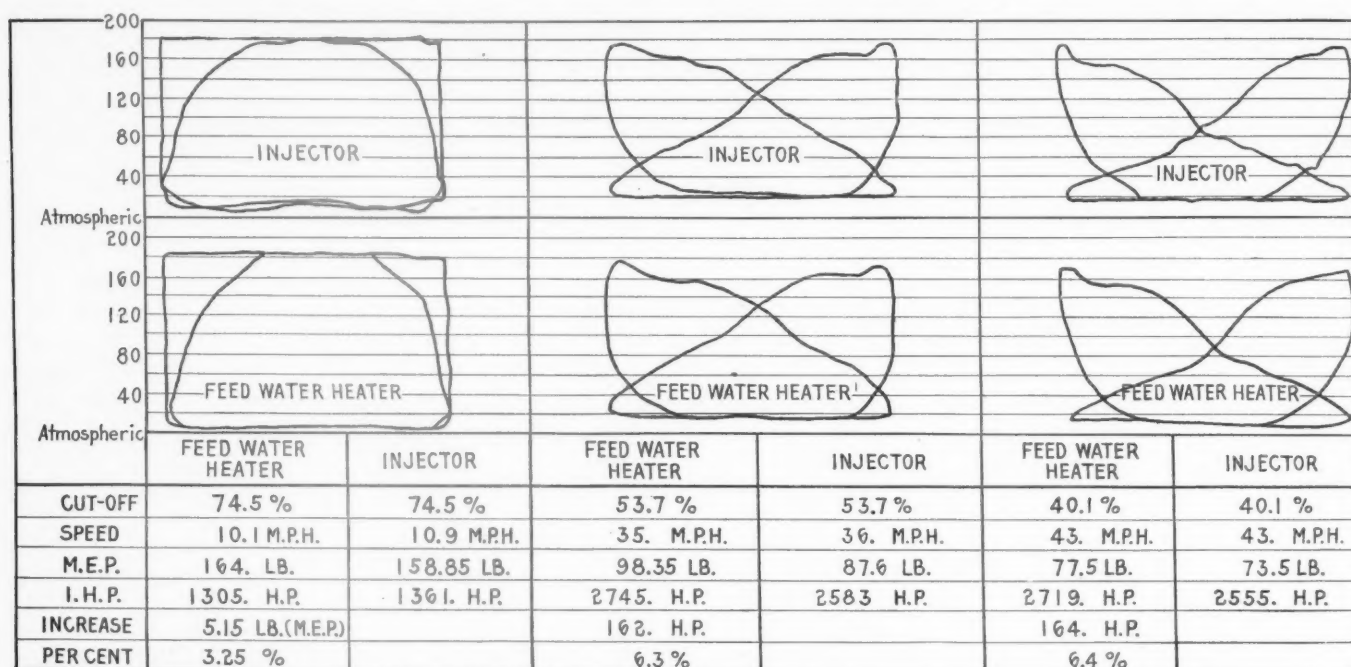 200
160
120
80
40
Atmospheric
INJECTOR
INJECTOR
INJECTOR
200
160
120
80
40
Atmospheric
FEED WATER HEATER
FEED WATER HEATER
FEED WATER HEATER
FEED WATER HEATER
INJECTOR
FEED WATER HEATER
INJECTOR
FEED WATER HEATER
INJECTOR
CUT-OFF 74.5 % 74.5 % 53.7 % 53.7% 40.1 % 40.1 %
SPEED 10.1 M.P.H. 10.9 M.P.H. 35. M.P.H. 36. M.P.H. 43. M.P.H. 43. M.P.H.
M.E.P. 164. LB. 158.85 LB. 98.35 LB. 87.6 LB. 77.5 LB. 73.5 LB.
I.H.P. 1305. H.P. 1361. H.P. 2745. H.P. 2583 H.P. 2719. H.P. 2555. H.P.
INCREASE 5.15 LB.(M.E.P.) 162. H.P. 164. H.P.
PER CENT 3.25 % 6.3 % 6.4 %